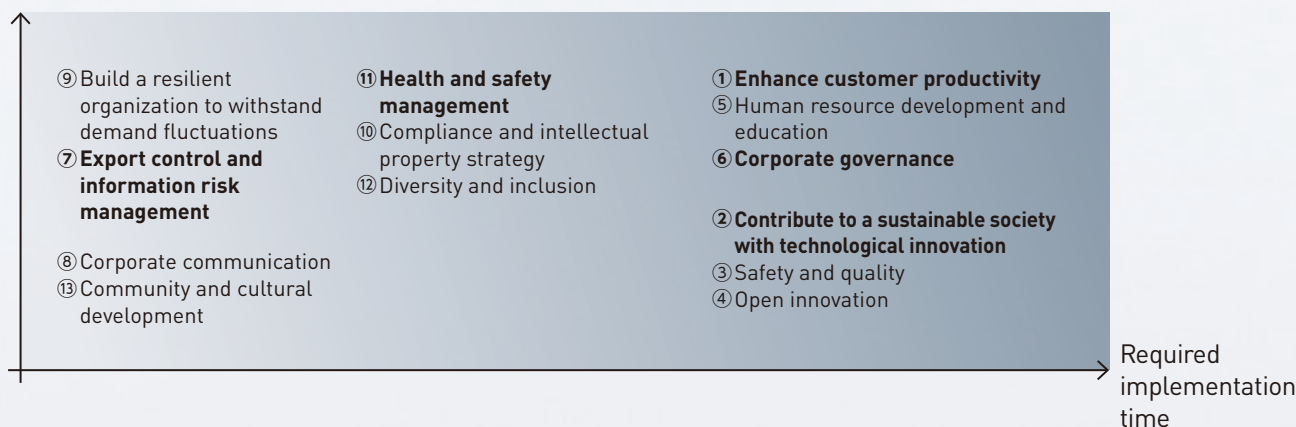 ⑨Build a resilient
organization to withstand
demand fluctuations
⑦Export control and
information risk
management
⑧Corporate communication
⑬Community and cultural
development
⑪Health and safety
management
⑩Compliance and intellectual
property strategy
⑫Diversity and inclusion
①Enhance customer productivity
⑤Human resource development and
education
⑥Corporate governance
②Contribute to a sustainable society
with technological innovation
③Safety and quality
④Open innovation
Required
implementation
time